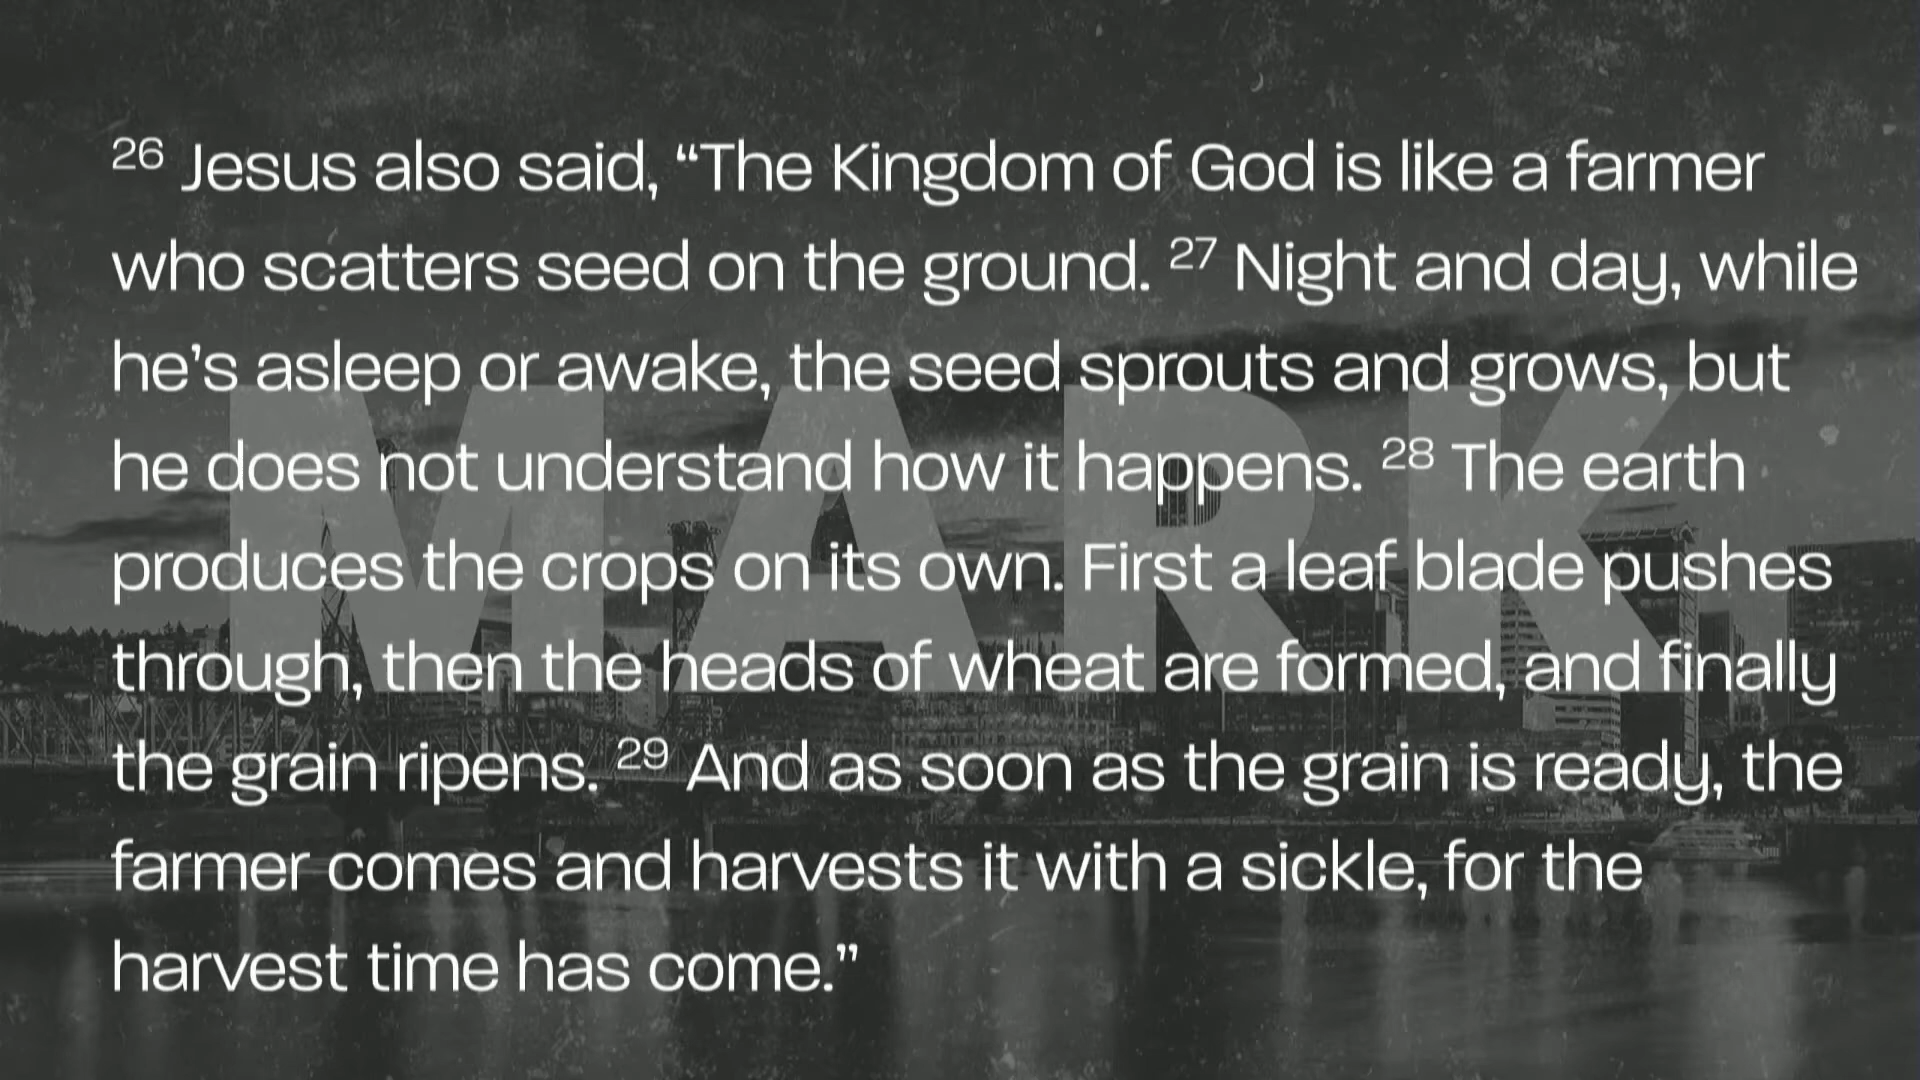 26 Jesus also said, “The Kingdom of God is like a farmer
who scatters seed on the ground. 27 Night and day, while
he’s asleep or awake, the seed sprouts and grows, but
he does not understand how it happens. 28 The earth
produces the crops on its own. First a leaf blade pushes
through, then the heads of wheat are formed, and finally
the grain ripens. 29 And as soon as the grain is ready, the
farmer comes and harvests it with a sickle, for the
harvest time has come.”
MARK